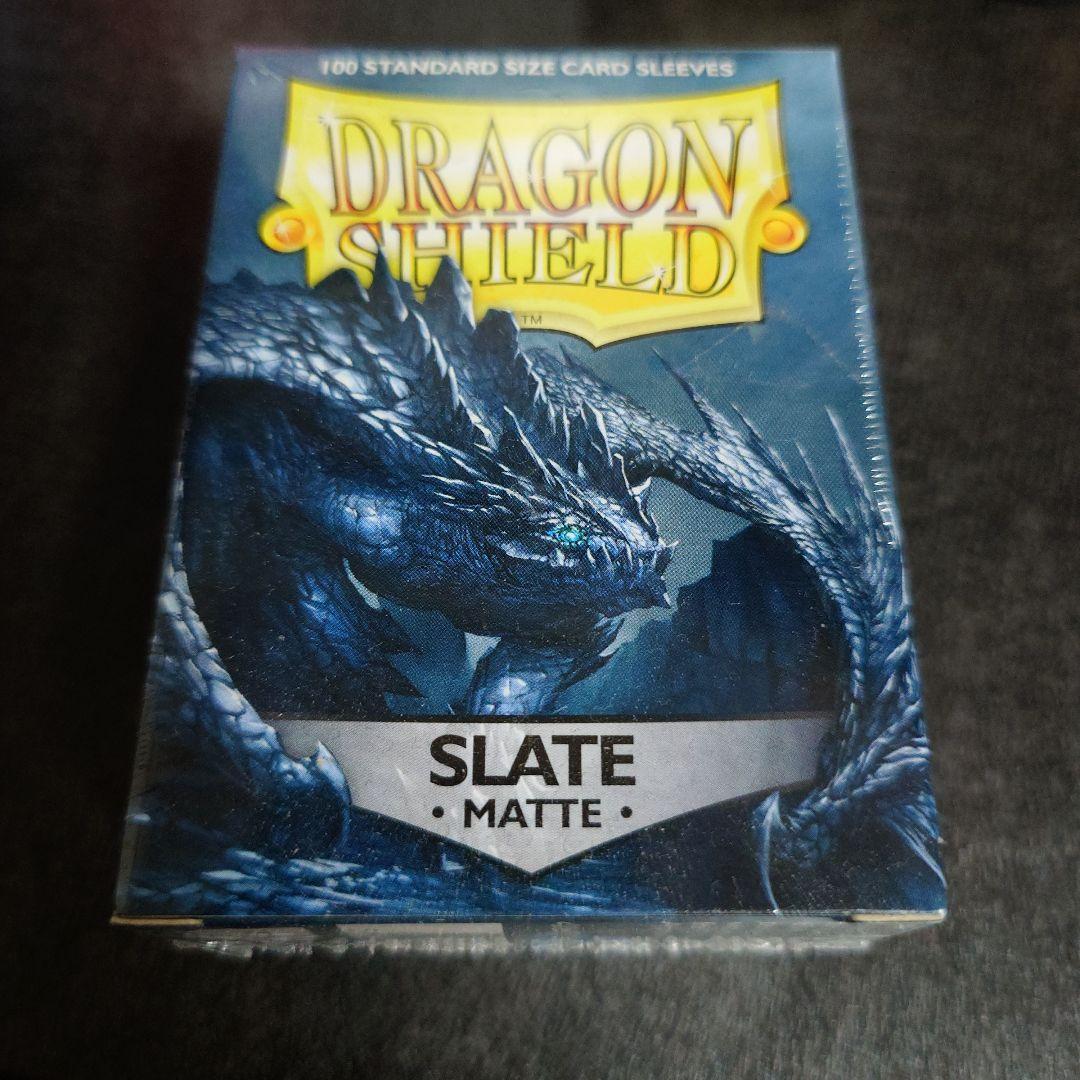 100 STANDARD SIZE CARD SLEEVES
DRAGON
SHIELD
TM
SLATE
• MATTE •